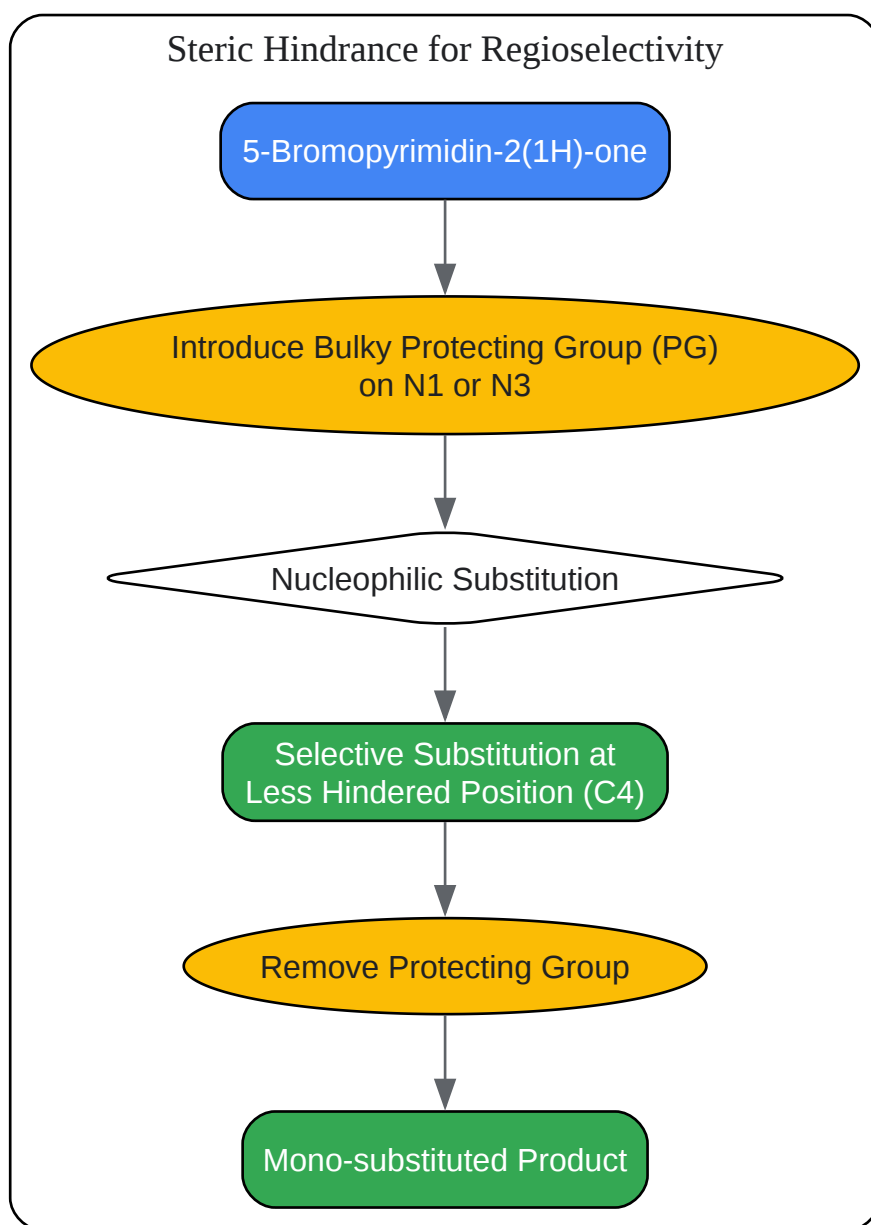 Steric Hindrance for Regioselectivity
5-Bromopyrimidin-2(1H)-one
Introduce Bulky Protecting Group (PG)
on N1 or N3
Nucleophilic Substitution
Selective Substitution at
Less Hindered Position (C4)
Remove Protecting Group
Mono-substituted Product